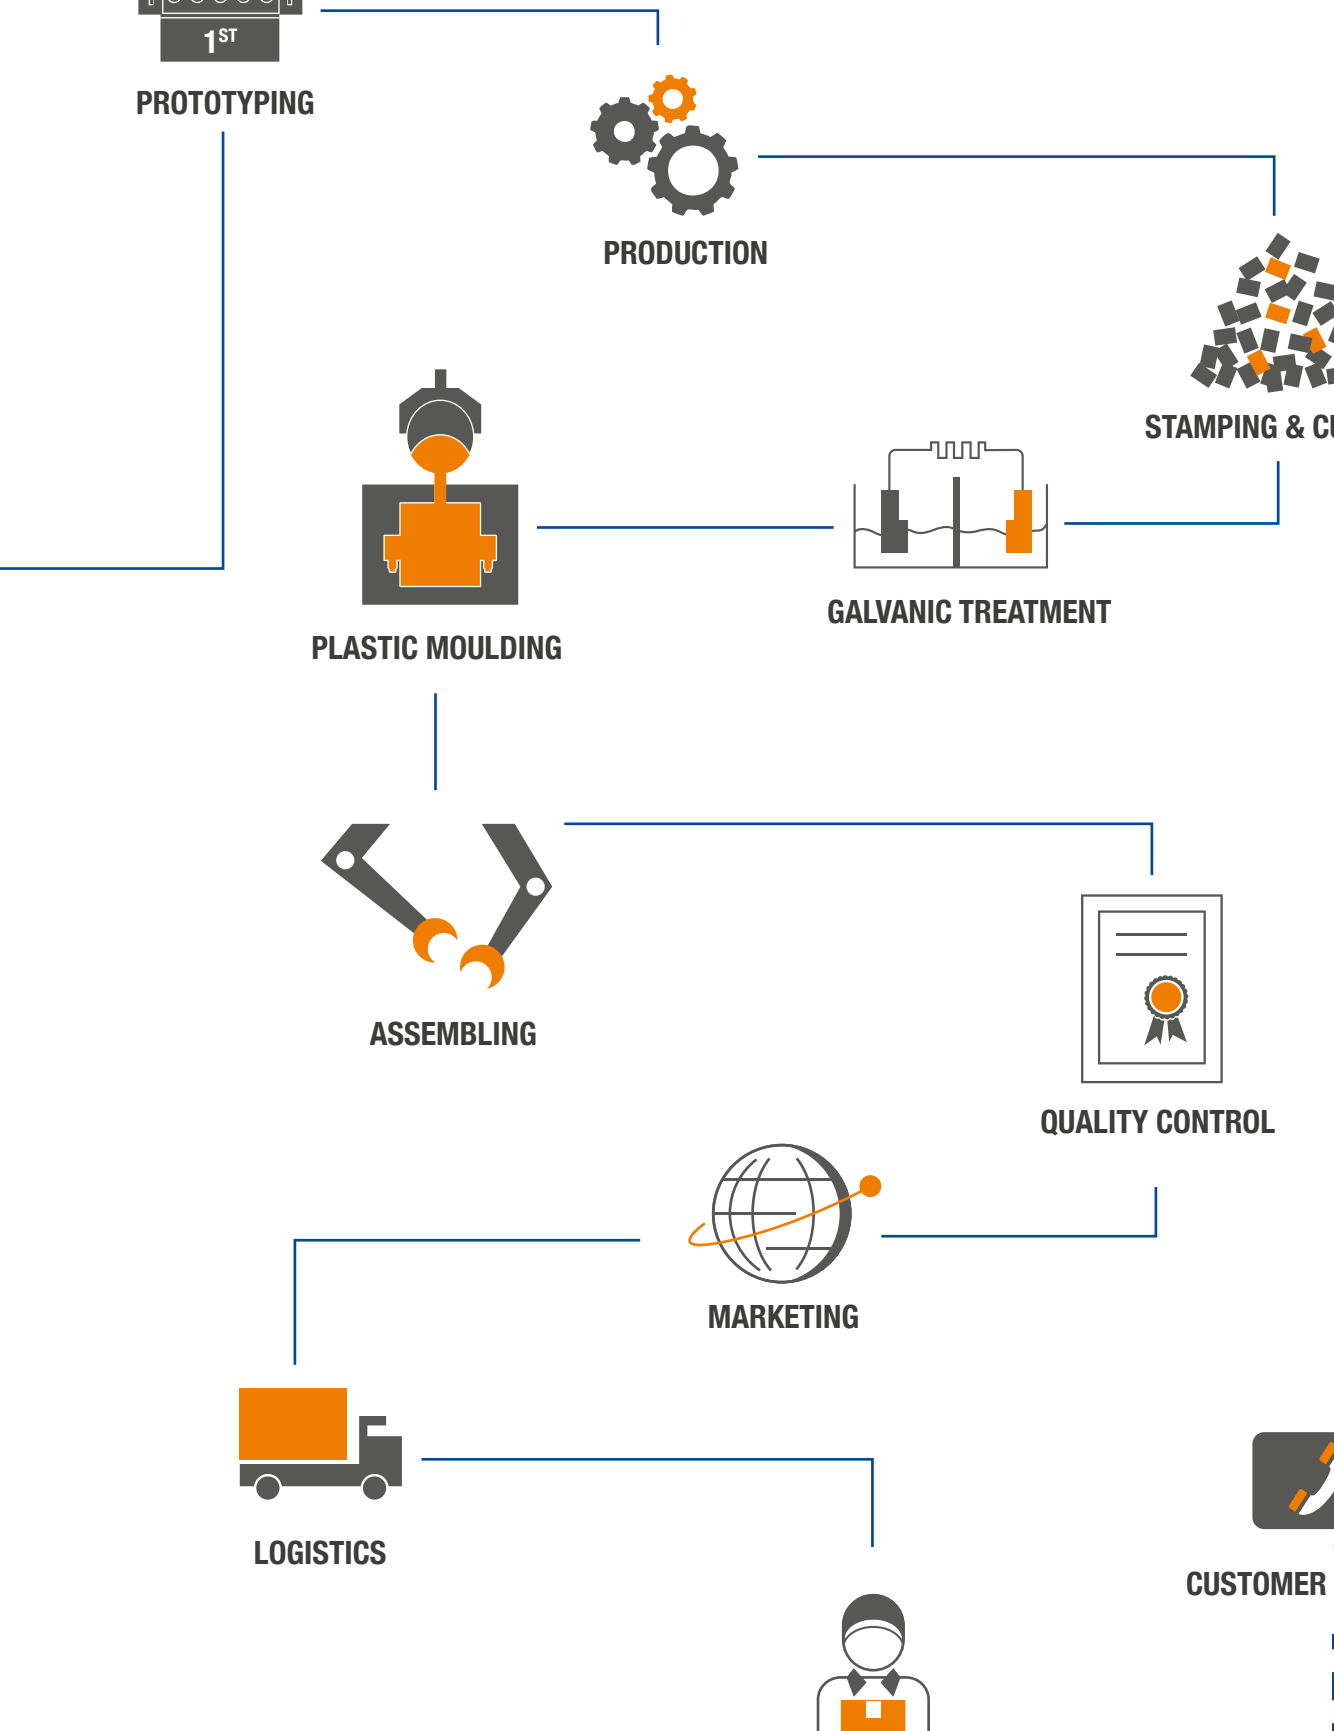 1ST
PROTOTYPING
PRODUCTION
STAMPING &
PLASTIC MOULDING
GALVANIC TREATMENT
ASSEMBLING
QUALITY CONTROL
MARKETING
LOGISTICS
CUSTOMER